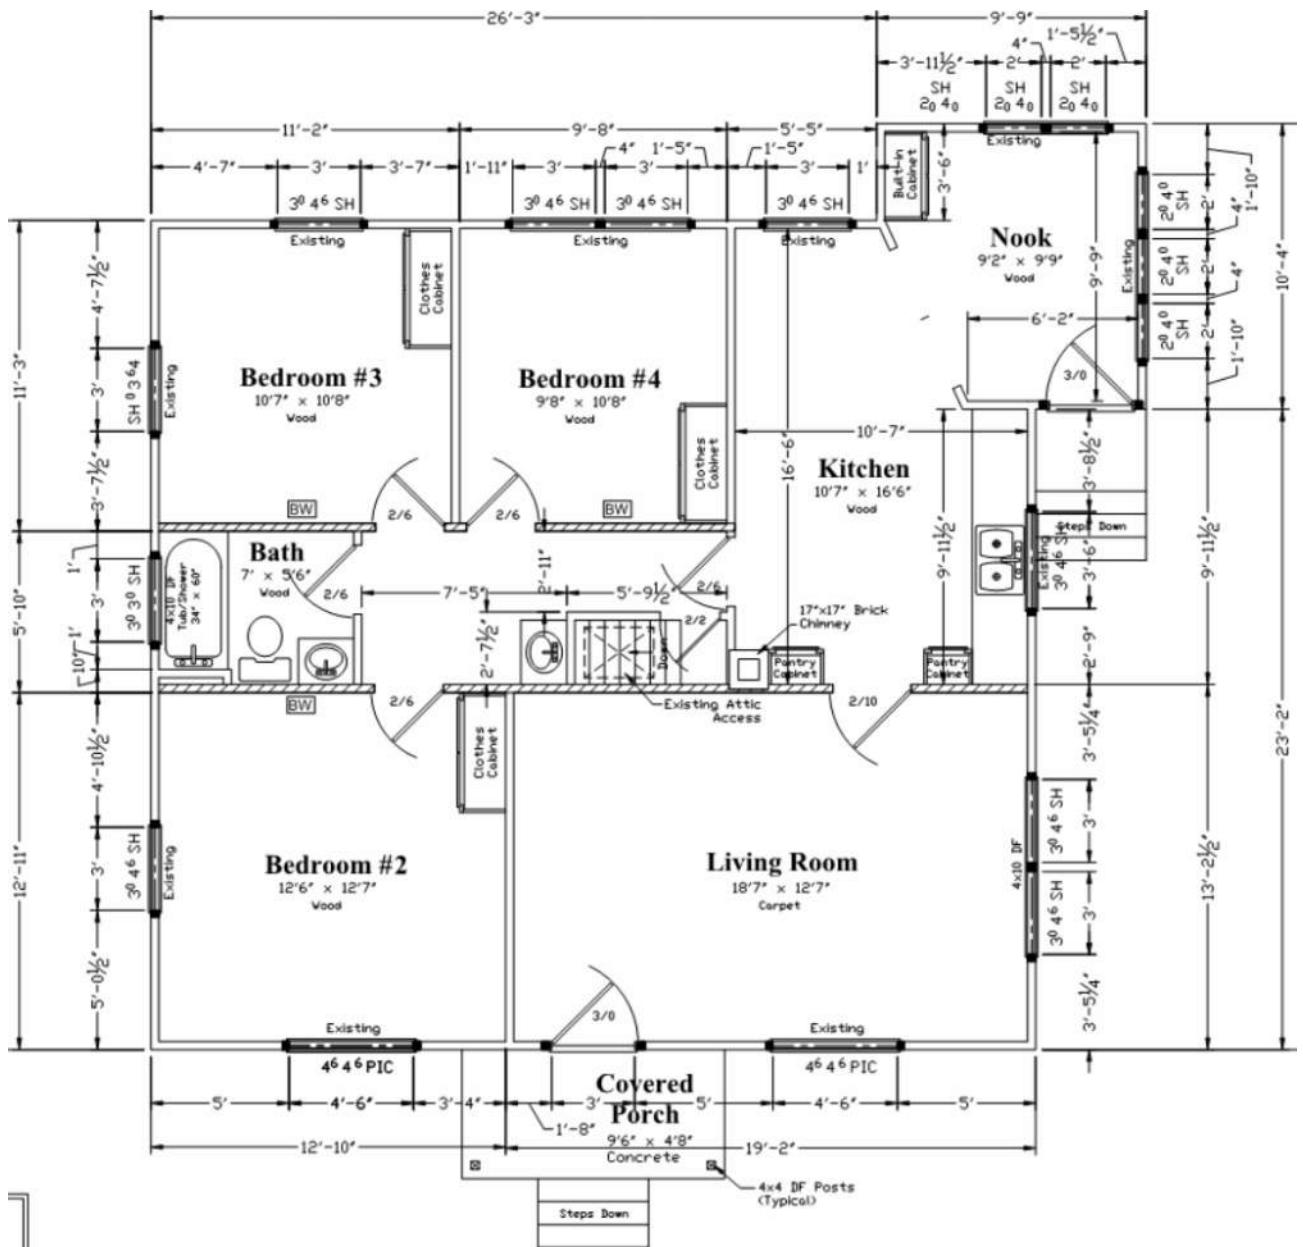 26'-3"
9'-9"
1'-5½"
4"
3'-11½"
2'
2'
SH
2⁰ 4⁰
SH
2⁰ 4⁰
SH
2⁰ 4⁰
11'-2"
9'-8"
5'-5"
4'-7"
3'
3'-7"
1'-11"
3'
4"
3'
1'-5"
1'-5"
3'
1'
3⁰ 4⁶ SH
3⁰ 4⁶ SH
3⁰ 4⁶ SH
3⁰ 4⁶ SH
Existing
Existing
Existing
Existing
Built-in
Cabinet
3'-6"
Nook
9'2" × 9'9"
Wood
9'-9"
6'-2"
3/0
Existing
2⁰ 4⁰
SH
2⁰ 4⁰
SH
2⁰ 4⁰
SH
1'-10"
2'
4"
2'
4"
2'
1'-10"
10'-4"
11'-3"
4'-7½"
3'
3'-7½"
SH ⁰ 3 ⁶4
Existing
Clothes
Cabinet
Bedroom #3
10'7" × 10'8"
Wood
BW
2/6
Bedroom #4
9'8" × 10'8"
Wood
Clothes
Cabinet
BW
2/6
10'-7"
16'-6"
Kitchen
10'7" × 16'6"
Wood
9'-11½"
3'-8½"
Steps Down
3⁰ 4⁶ SH
Existing
3'-6"
2'-9"
9'-11½"
5'-10"
1'
3'
1'
10"
3⁰ 3⁰ SH
4×10 DF
Tub/Shower
34" × 60"
Bath
7' × 5'6"
Wood
2/6
7'-5"
2'-11"
5'-9½"
2/6
2/2
2'-7½"
Down
17"×17" Brick
Chimney
Pantry
Cabinet
Pantry
Cabinet
Existing Attic
Access
BW
2/6
2/10
Clothes
Cabinet
12'-11"
4'-10½"
3'
5'-0½"
3⁰ 4⁶ SH
Existing
Bedroom #2
12'6" × 12'7"
Wood
Living Room
18'7" × 12'7"
Carpet
4×10 DF
3⁰ 4⁶ SH
3⁰ 4⁶ SH
3'-5¼"
3'
3'
3'-5¼"
13'-2½"
23'-2"
Existing
3/0
Existing
4⁶ 4⁶ PIC
4⁶ 4⁶ PIC
5'
4'-6"
3'-4"
3'
5'
4'-6"
5'
1'-8"
12'-10"
19'-2"
Covered
Porch
9'6" × 4'8"
Concrete
4×4 DF Posts
(Typical)
Steps Down